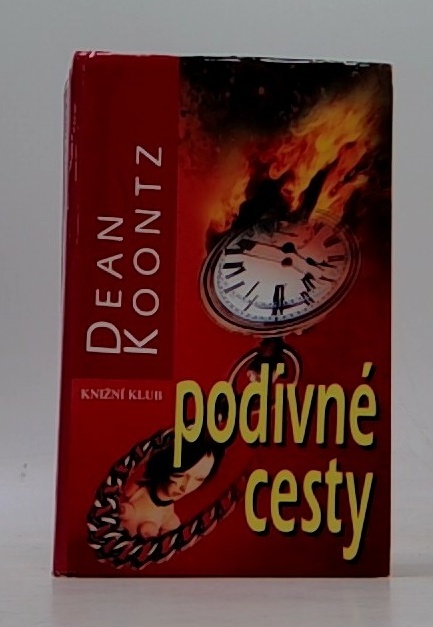 DEAN
KOONTZ
KNIŽNÍ KLUB
podivné
cesty